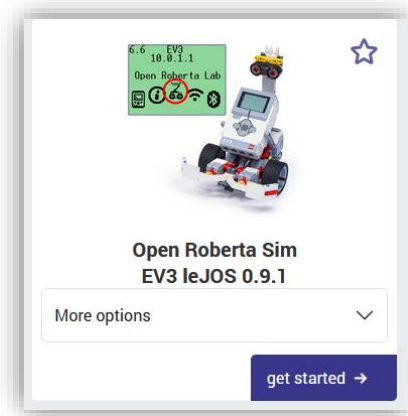 6.6 EV3
10.0.1.1
Open Roberta Lab
Open Roberta Sim
EV3 leJOS 0.9.1
More options
get started →